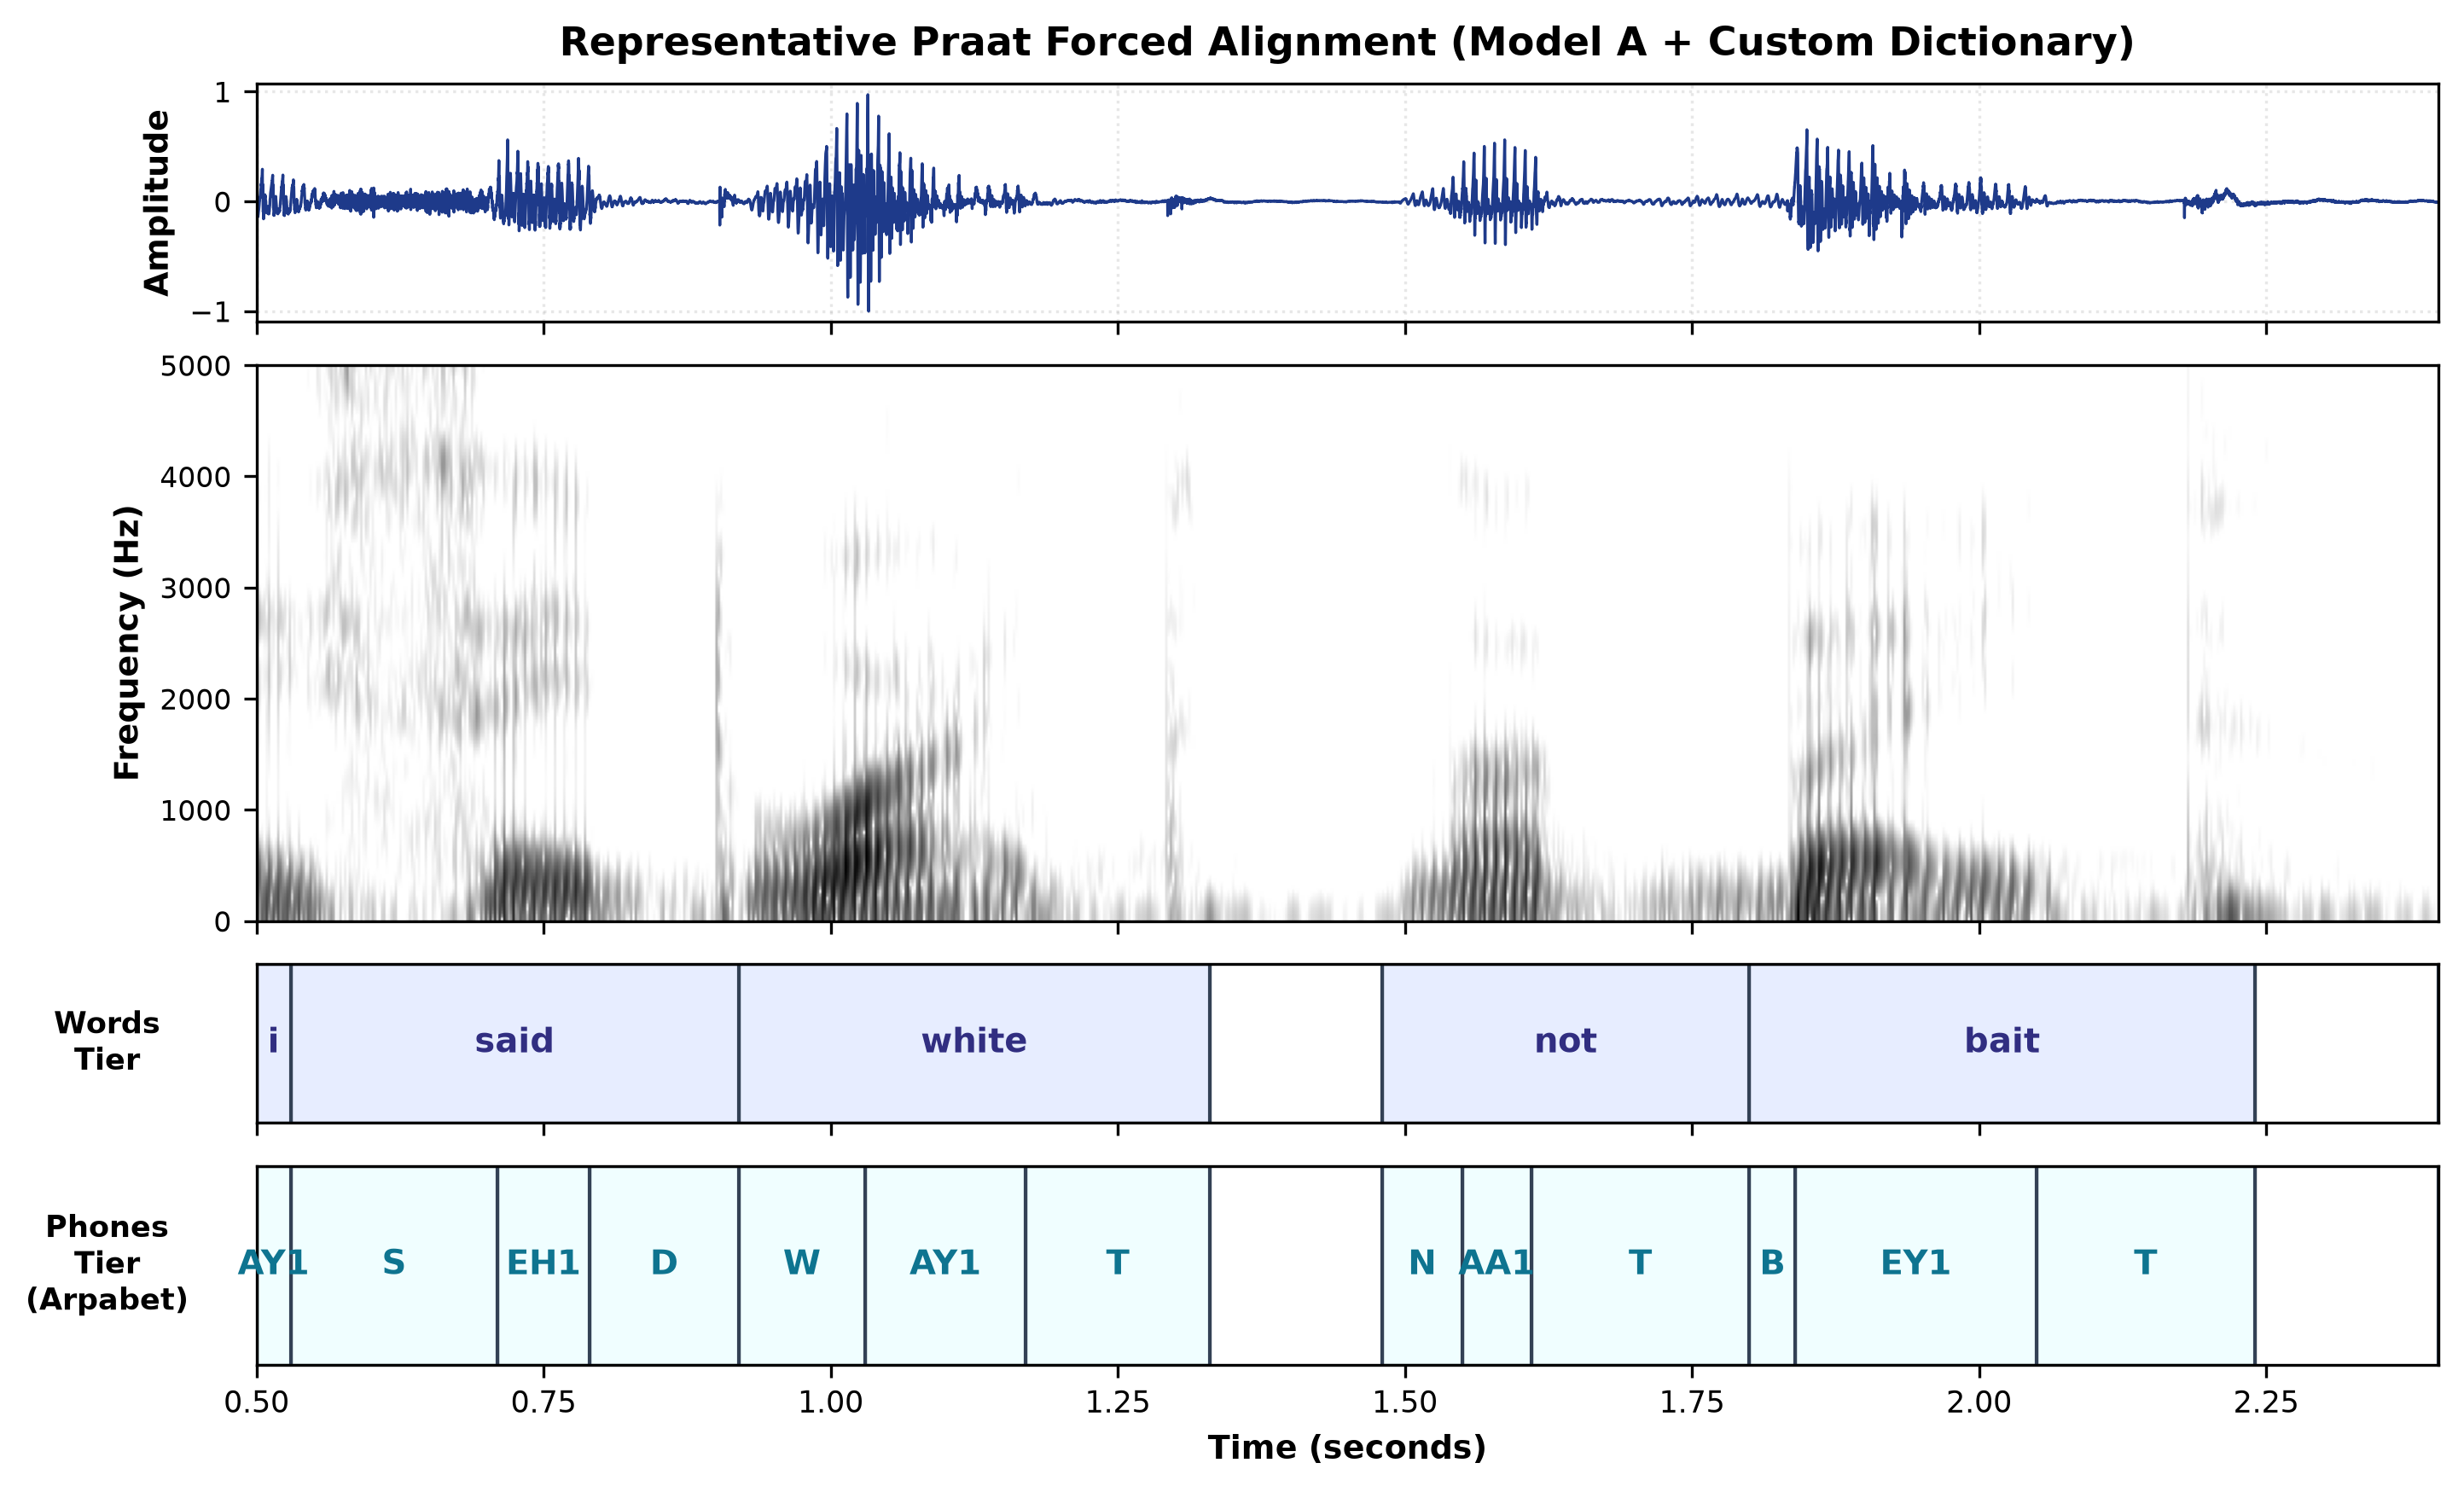 Representative Praat Forced Alignment (Model A + Custom Dictionary)
Amplitude
1
0
−1
Frequency (Hz)
5000
4000
3000
2000
1000
0
Words
Tier
i said white not bait
Phones
Tier
(Arpabet)
AY1 S EH1 D W AY1 T N AA1 T B EY1 T
0.50 0.75 1.00 1.25 1.50 1.75 2.00 2.25
Time (seconds)